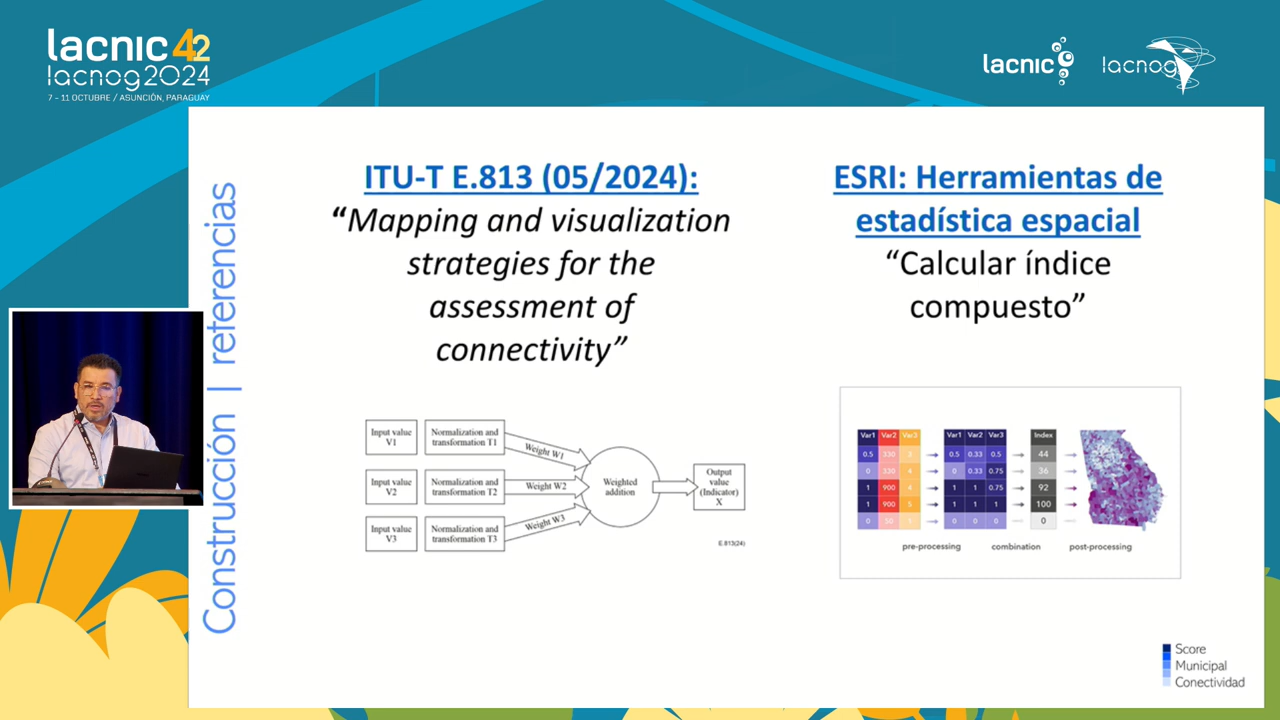 lacnic 42
lacnog2024
7 - 11 OCTUBRE / ASUNCIÓN, PARAGUAY
lacnic
lacnog
Construcción | referencias
ITU-T E.813 (05/2024):
“Mapping and visualization
strategies for the
assessment of
connectivity”
Input value
V1
Normalization and
transformation T1
Weight W1
Input value
V2
Normalization and
transformation T2
Weight W2
Input value
V3
Normalization and
transformation T3
Weight W3
Weighted
addition
Output
value
(Indicator)
X
E.813(24)
ESRI: Herramientas de
estadística espacial
“Calcular índice
compuesto”
Var1 Var2 Var3 Var1 Var2 Var3 Index
0.5 330 3 0.5 0.33 0.5 44
0 330 4 0 0.33 0.75 36
1 900 4 1 1 0.75 92
1 900 5 1 1 1 100
0 50 1 0 0 0 0
pre-processing combination post-processing
Score
Municipal
Conectividad